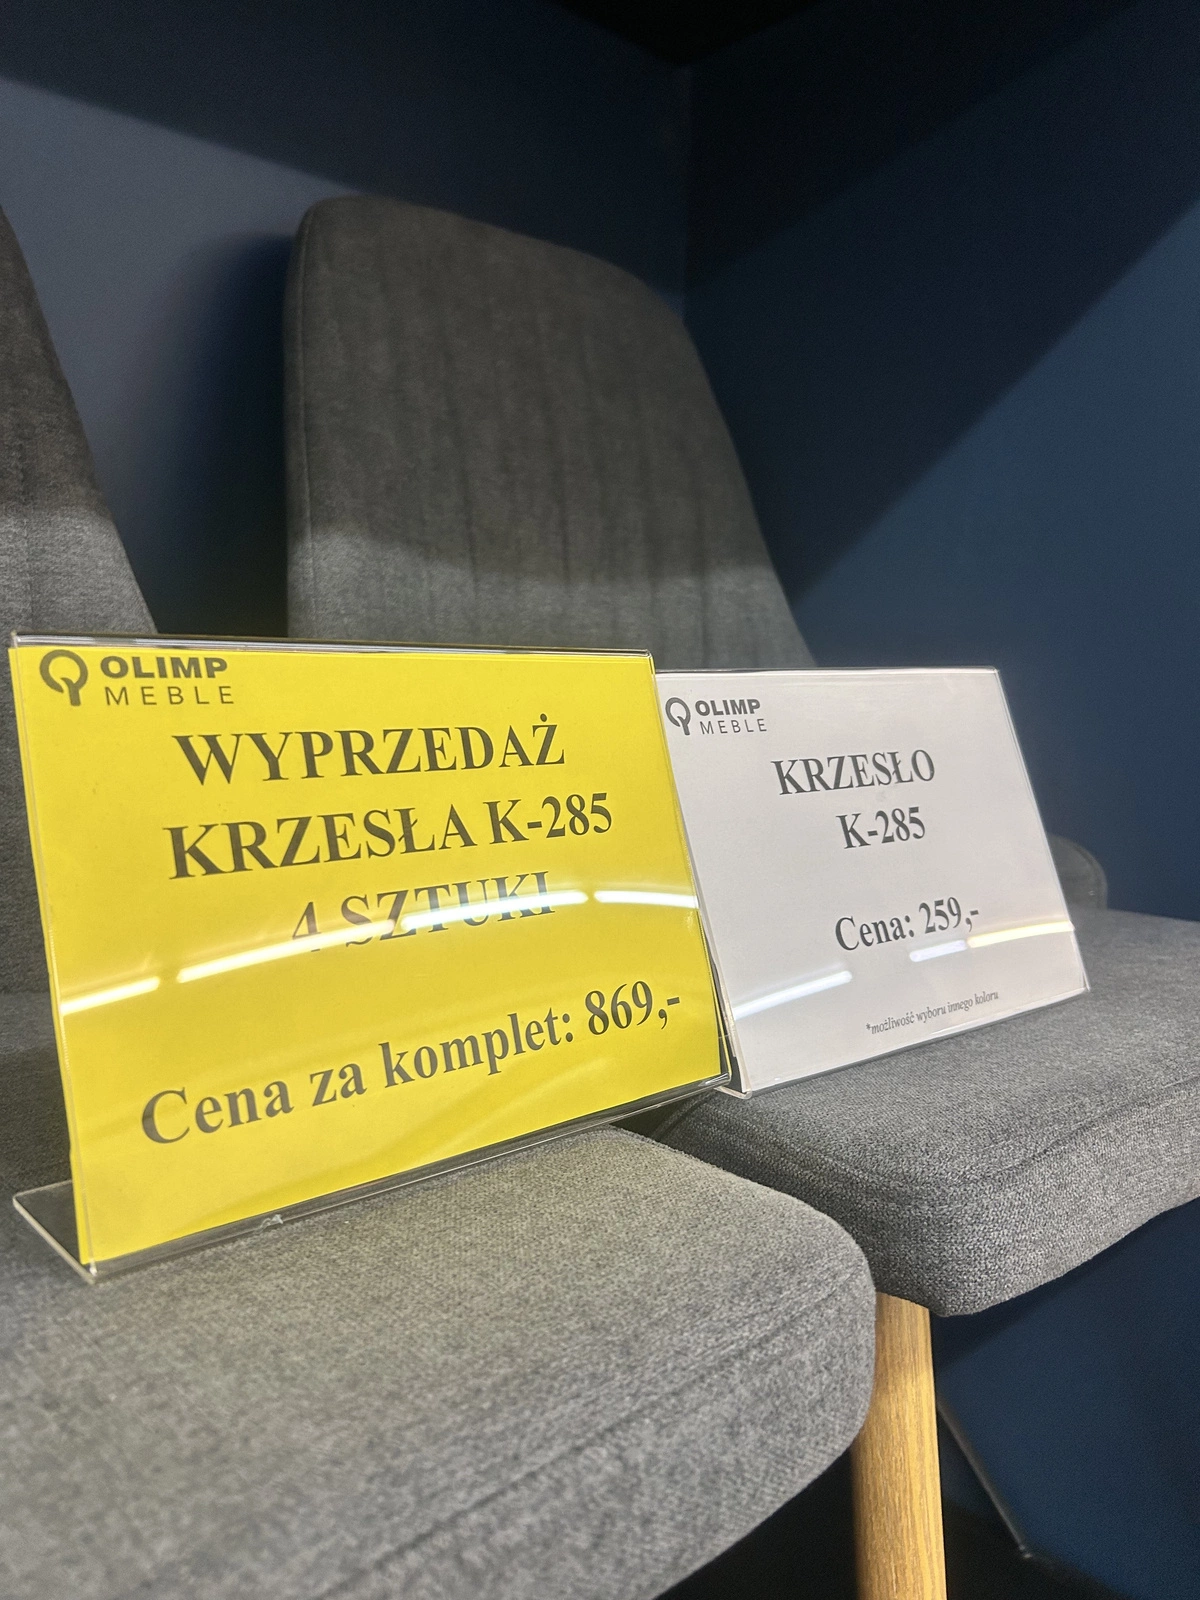 OLIMP
MEBLE
WYPRZEDAŻ
KRZESŁA K-285
4 SZTUKI
Cena za komplet: 869,-
OLIMP
MEBLE
KRZESŁO
K-285
Cena: 259,-
*możliwość wyboru innego koloru